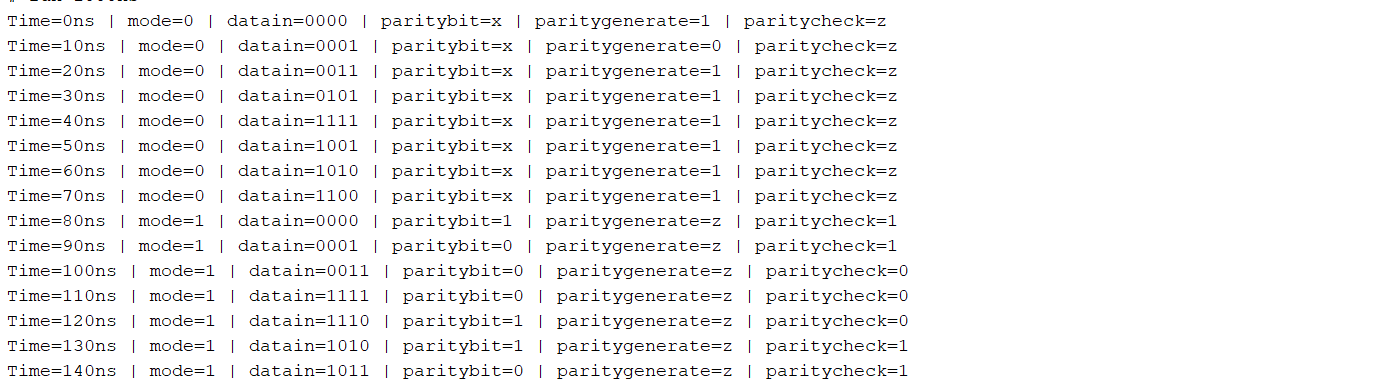 Time=0ns | mode=0 | datain=0000 | paritybit=x | paritygenerate=1 | paritycheck=z
Time=10ns | mode=0 | datain=0001 | paritybit=x | paritygenerate=0 | paritycheck=z
Time=20ns | mode=0 | datain=0011 | paritybit=x | paritygenerate=1 | paritycheck=z
Time=30ns | mode=0 | datain=0101 | paritybit=x | paritygenerate=1 | paritycheck=z
Time=40ns | mode=0 | datain=1111 | paritybit=x | paritygenerate=1 | paritycheck=z
Time=50ns | mode=0 | datain=1001 | paritybit=x | paritygenerate=1 | paritycheck=z
Time=60ns | mode=0 | datain=1010 | paritybit=x | paritygenerate=1 | paritycheck=z
Time=70ns | mode=0 | datain=1100 | paritybit=x | paritygenerate=1 | paritycheck=z
Time=80ns | mode=1 | datain=0000 | paritybit=1 | paritygenerate=z | paritycheck=1
Time=90ns | mode=1 | datain=0001 | paritybit=0 | paritygenerate=z | paritycheck=1
Time=100ns | mode=1 | datain=0011 | paritybit=0 | paritygenerate=z | paritycheck=0
Time=110ns | mode=1 | datain=1111 | paritybit=0 | paritygenerate=z | paritycheck=0
Time=120ns | mode=1 | datain=1110 | paritybit=1 | paritygenerate=z | paritycheck=0
Time=130ns | mode=1 | datain=1010 | paritybit=1 | paritygenerate=z | paritycheck=1
Time=140ns | mode=1 | datain=1011 | paritybit=0 | paritygenerate=z | paritycheck=1